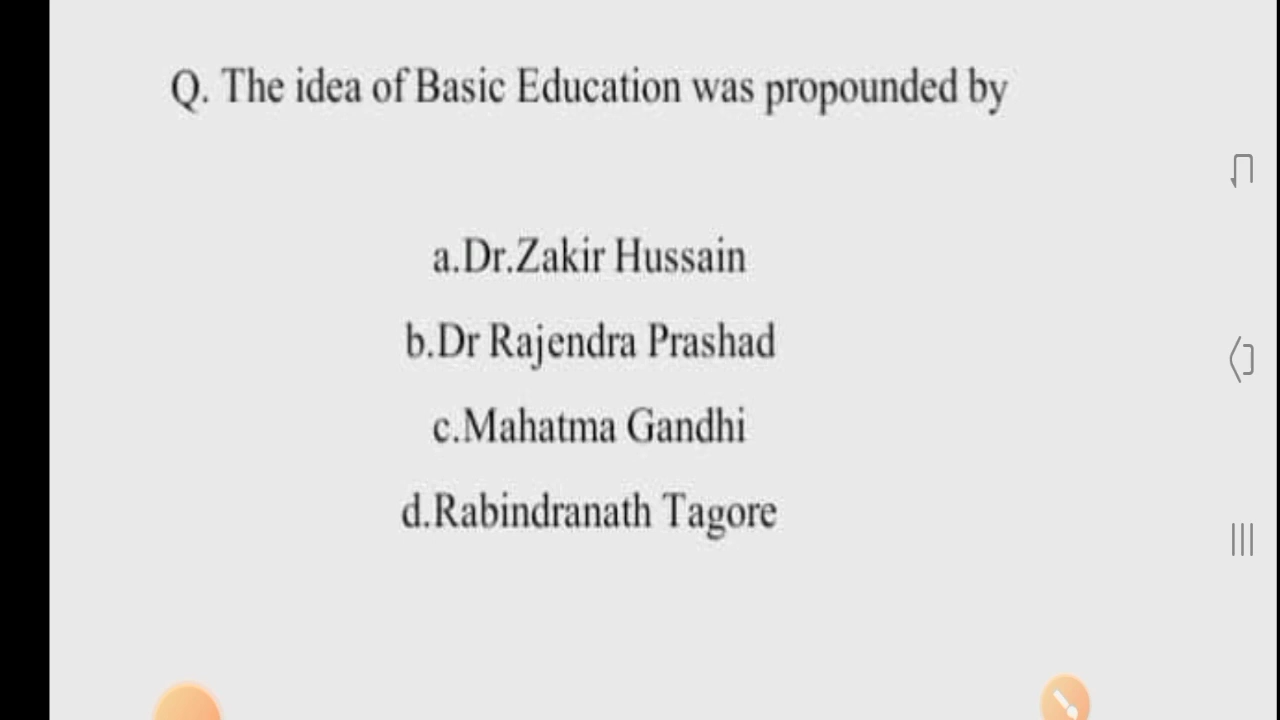 Q. The idea of Basic Education was propounded by
a.Dr.Zakir Hussain
b.Dr Rajendra Prashad
c.Mahatma Gandhi
d.Rabindranath Tagore